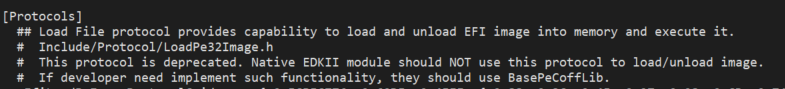 [Protocols]
## Load File protocol provides capability to load and unload EFI image into memory and execute it.
#  Include/Protocol/LoadPe32Image.h
#  This protocol is deprecated. Native EDKII module should NOT use this protocol to load/unload image.
#  If developer need implement such functionality, they should use BasePeCoffLib.